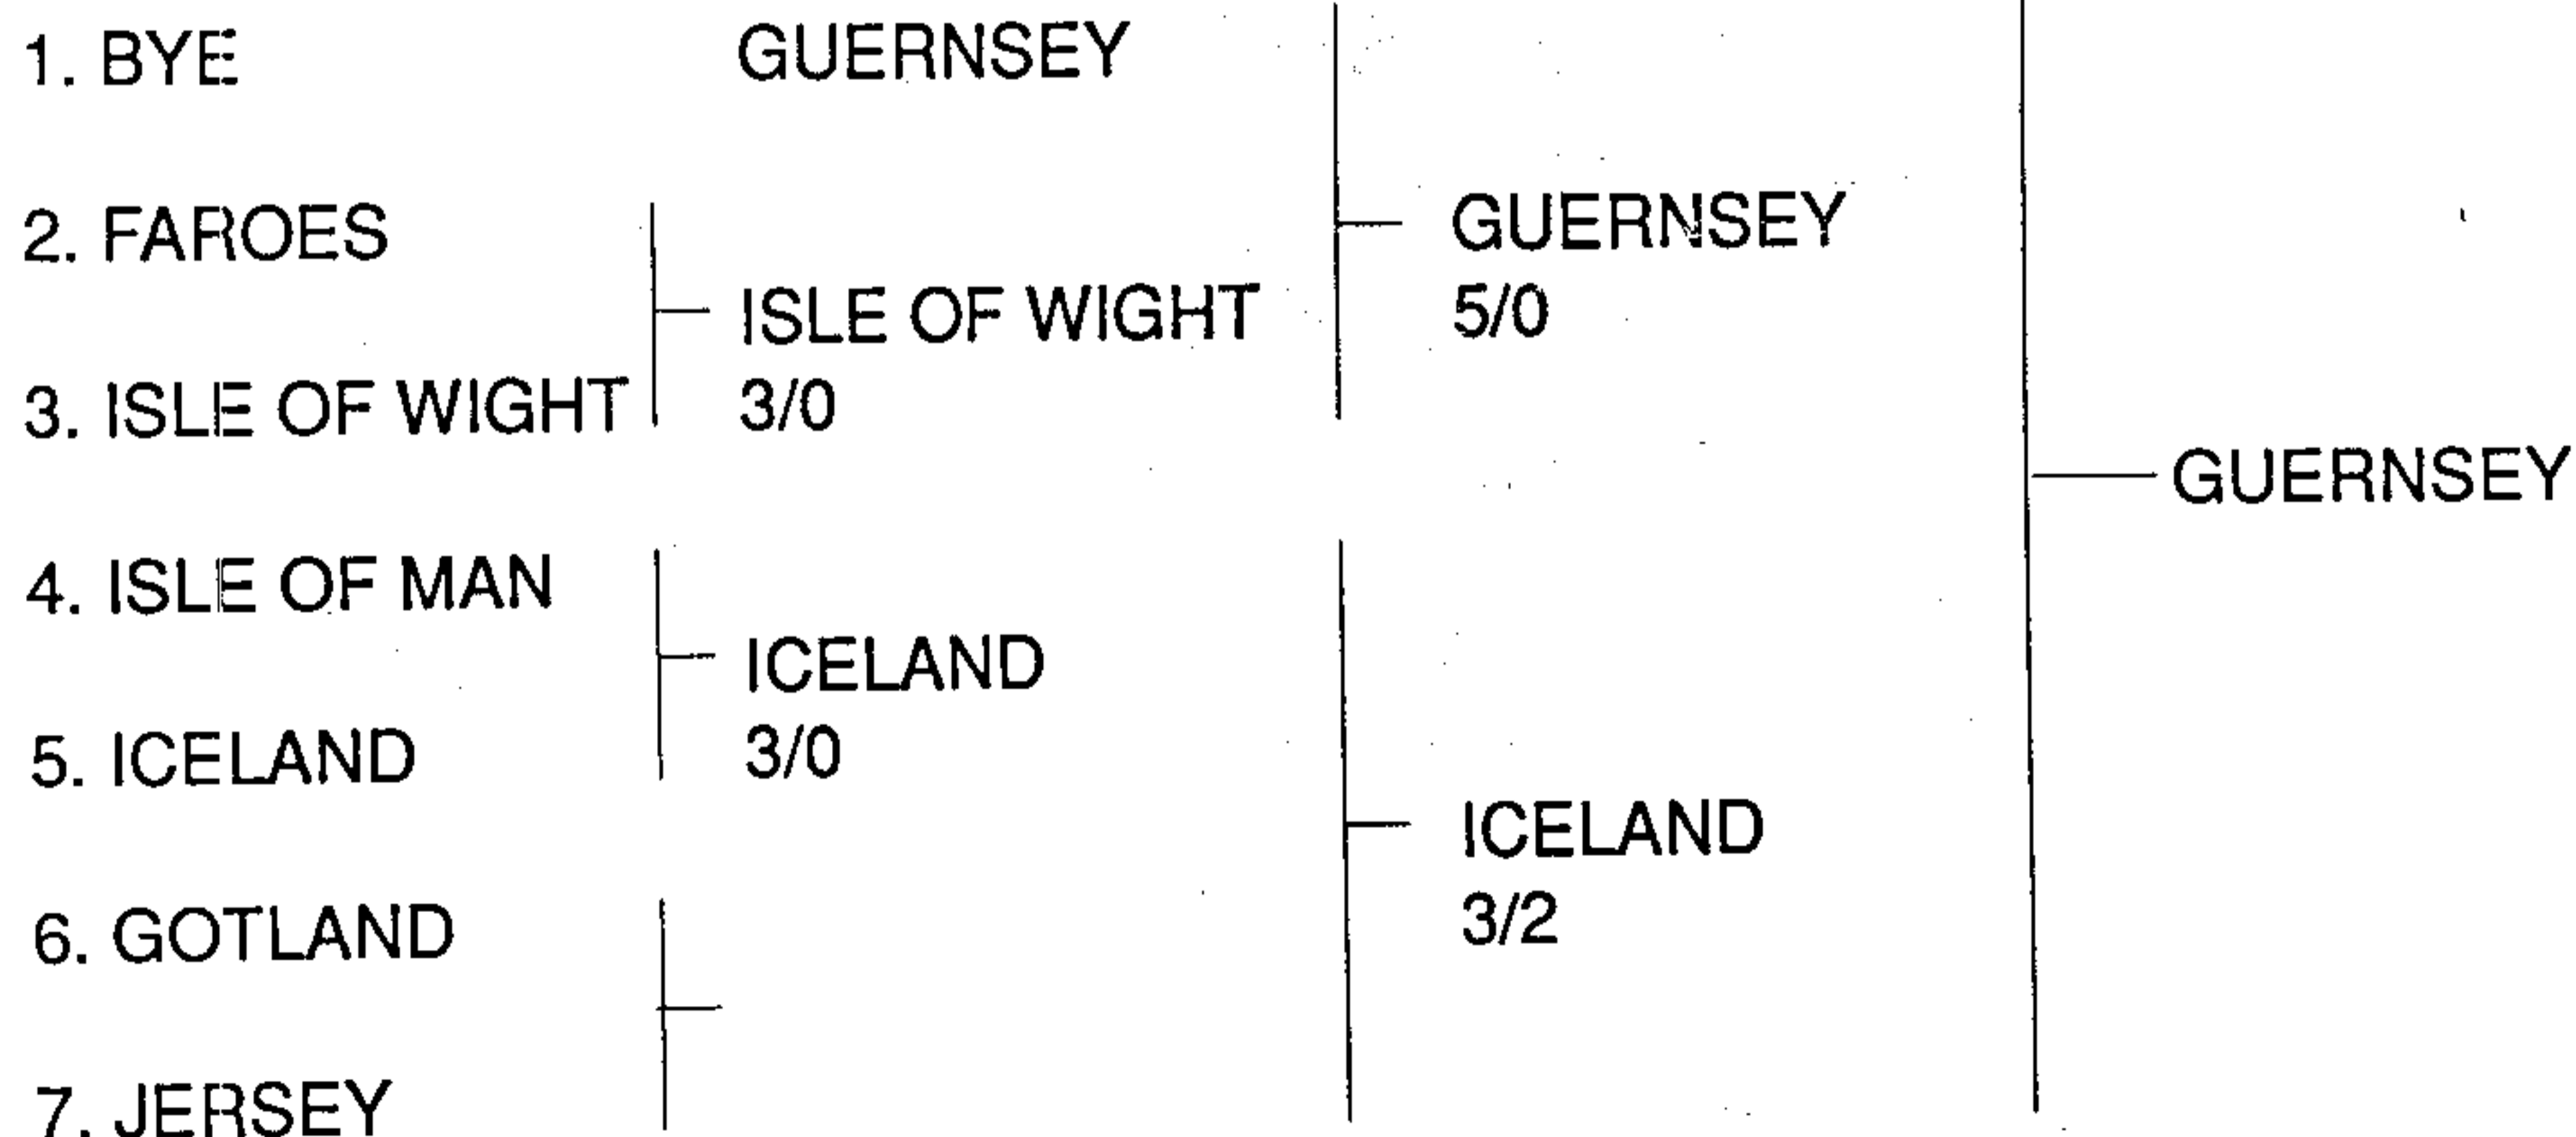 1. BYE
GUERNSEY
2. FAROES
GUERNSEY
ISLE OF WIGHT
5/0
3. ISLE OF WIGHT
3/0
GUERNSEY
4. ISLE OF MAN
ICELAND
5. ICELAND
3/0
ICELAND
3/2
6. GOTLAND
7. JERSEY